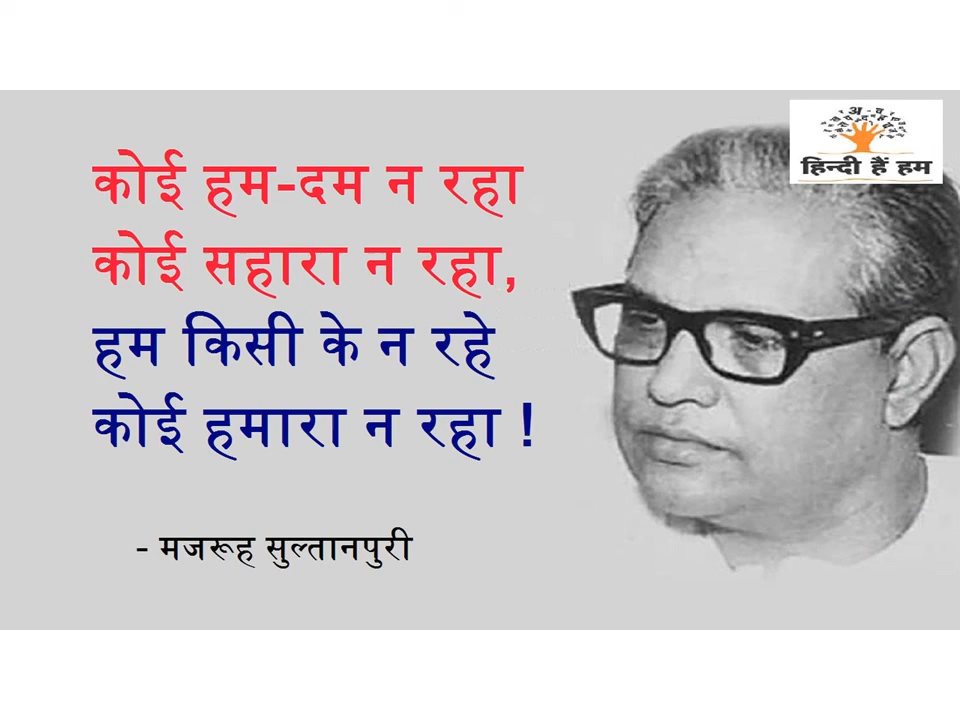 कोई हम-दम न रहा
कोई सहारा न रहा,
हम किसी के न रहे
कोई हमारा न रहा !
- मजरूह सुल्तानपुरी
हिन्दी हैं हम